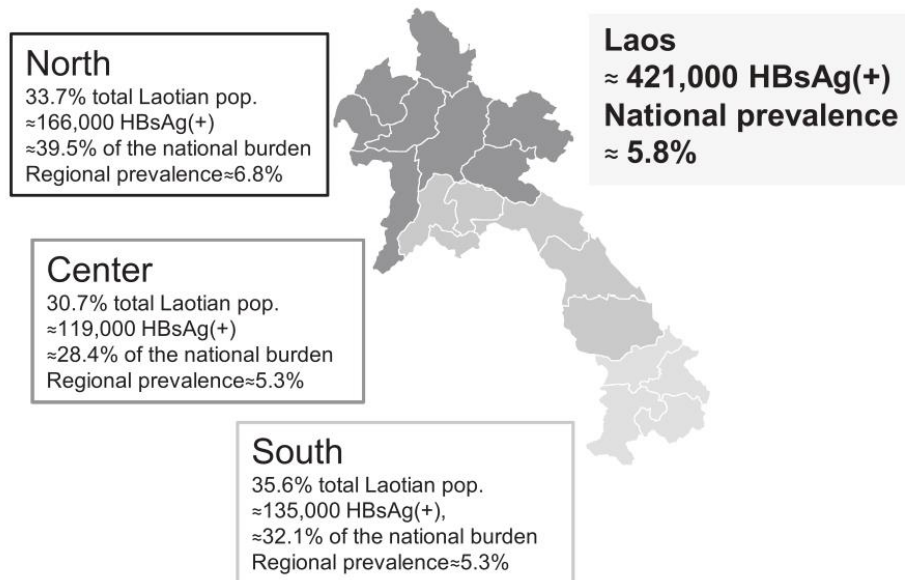 North
33.7% total Laotian pop.
≈166,000 HBsAg(+)
≈39.5% of the national burden
Regional prevalence≈6.8%
Laos
≈ 421,000 HBsAg(+)
National prevalence
≈ 5.8%
Center
30.7% total Laotian pop.
≈119,000 HBsAg(+)
≈28.4% of the national burden
Regional prevalence≈5.3%
South
35.6% total Laotian pop.
≈135,000 HBsAg(+),
≈32.1% of the national burden
Regional prevalence≈5.3%